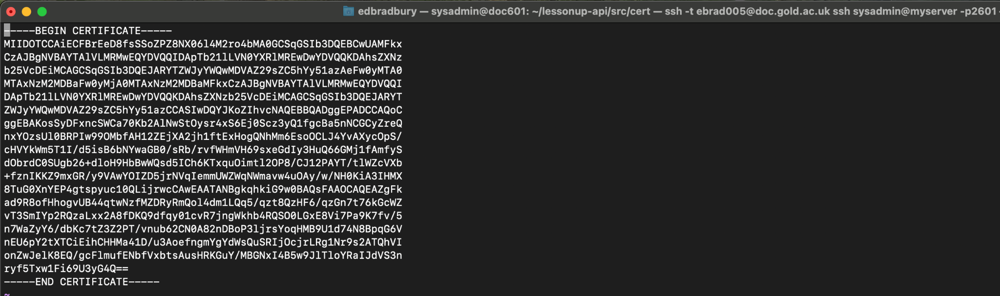 edbradbury — sysadmin@doc601: ~/lessonup-api/src/cert — ssh -t ebrad005@doc.gold.ac.uk ssh sysadmin@myserver -p2601
-----BEGIN CERTIFICATE-----
MIIDOTCCAiECFBrEeD8fsSSoZPZ8NX06l4M2ro4bMA0GCSqGSIb3DQEBCwUAMFkx
CzAJBgNVBAYTAlVLMRMwEQYDVQQIDApTb21lLVN0YXRlMREwDwYDVQQKDAhsZXNz
b25VcDEiMCAGCSqGSIb3DQEJARYTZWJyYWQwMDVAZ29sZC5hYy51azAeFw0yMTA0
MTAxNzM2MDBaFw0yMjA0MTAxNzM2MDBaMFkxCzAJBgNVBAYTAlVLMRMwEQYDVQQI
DApTb21lLVN0YXRlMREwDwYDVQQKDAhsZXNzb25VcDEiMCAGCSqGSIb3DQEJARYT
ZWJyYWQwMDVAZ29sZC5hYy51azCCASIwDQYJKoZIhvcNAQEBBQADggEPADCCAQoC
ggEBAKosSyDFxncSWCa70Kb2AlNwStOysr4xS6Ej0Scz3yQ1fgcBa5nNCGCyZreQ
nxYOzsUl0BRPIw99OMbfAH12ZEjXA2jh1ftExHogQNhMm6EsoOCLJ4YvAXycOpS/
cHVYkWm5T1I/d5isB6bNYwaGB0/sRb/rvfWHmVH69sxeGdIy3HuQ66GMj1fAmfyS
dObrdC0SUgb26+dloH9HbBwWQsd5ICh6KTxquOimtl2OP8/CJ12PAYT/tlWZcVXb
+fznIKKZ9mxGR/y9VAwYOIZD5jrNVqIemmUWZWqNWmavw4uOAy/w/NH0KiA3IHMX
8TuG0XnYEP4gtspyuc10QLijrwcCAwEAATANBgkqhkiG9w0BAQsFAAOCAQEAZgFk
ad9R8ofHhogvUB44qtwNzfMZDRyRmQol4dm1LQq5/qzt8QzHF6/qzGn7t76kGcWZ
vT3SmIYp2RQzaLxx2A8fDKQ9dfqy01cvR7jngWkhb4RQSO0LGxE8Vi7Pa9K7fv/5
n7WaZyY6/dbKc7tZ3Z2PT/vnub62CN0A82nDBoP3ljrsYoqHMB9U1d74N8BpqG6V
nEU6pY2tXTCiEihCHHMa41D/u3AoefngmYgYdWsQuSRIjOcjrLRg1Nr9s2ATQhVI
onZwJelK8EQ/gcFlmufENbfVxbtsAusHRKGuY/MBGNxI4B5w9JlTloYRaIJdVS3n
ryf5Txw1Fi69U3yG4Q==
-----END CERTIFICATE-----
~